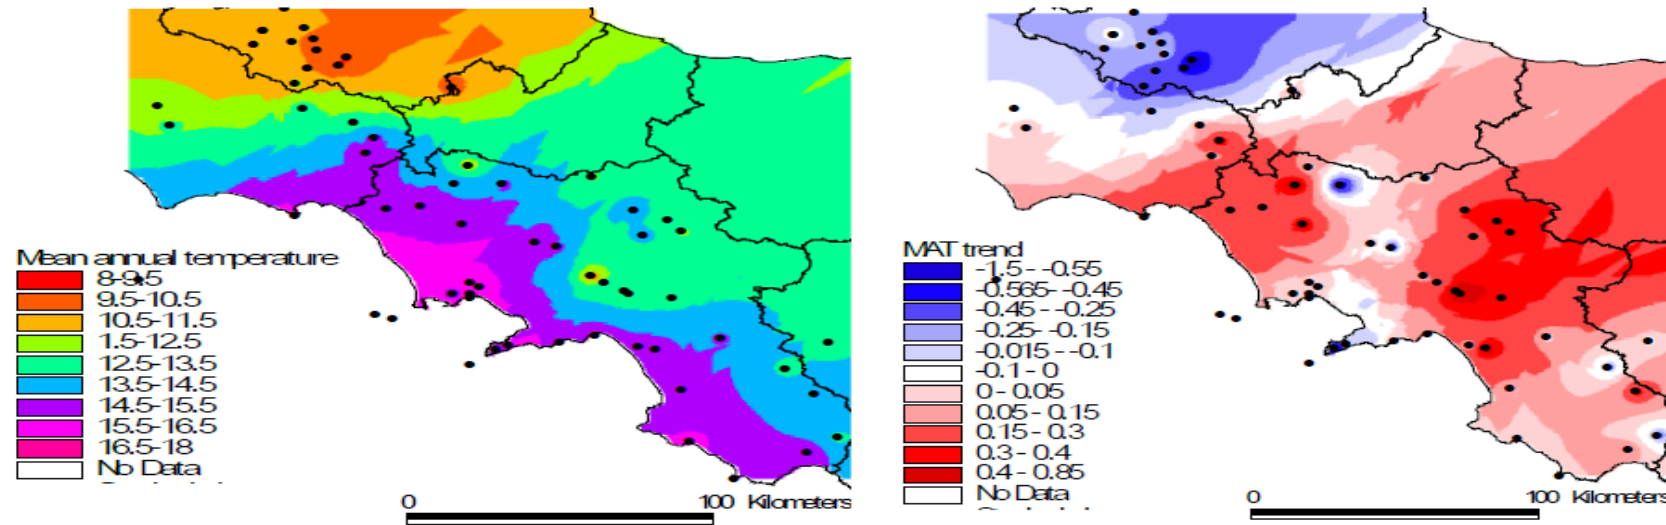 Mean annual temperature
8-9.5
9.5-10.5
10.5-11.5
1.5-12.5
12.5-13.5
13.5-14.5
14.5-15.5
15.5-16.5
16.5-18
No Data
0 100 Kilometers
MAT trend
-1.5 - -0.55
-0.565- -0.45
-0.45 - -0.25
-0.25 - -0.15
-0.015 - -0.1
-0.1 - 0
0 - 0.05
0.05 - 0.15
0.15 - 0.3
0.3 - 0.4
0.4 - 0.85
No Data
0 100 Kilometers